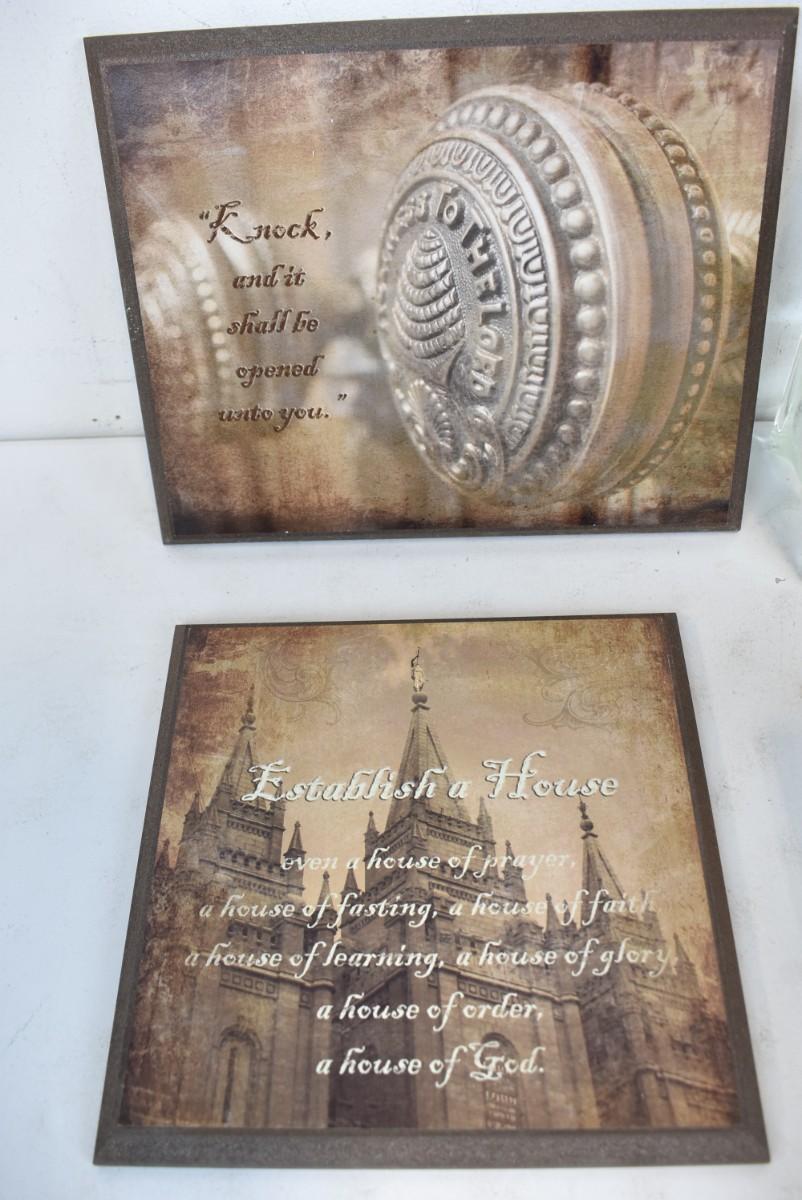 "Knock,
and it
shall be
opened
unto you."
TO THE LORD
Establish a House
even a house of prayer,
a house of fasting, a house of faith
a house of learning, a house of glory,
a house of order,
a house of God.